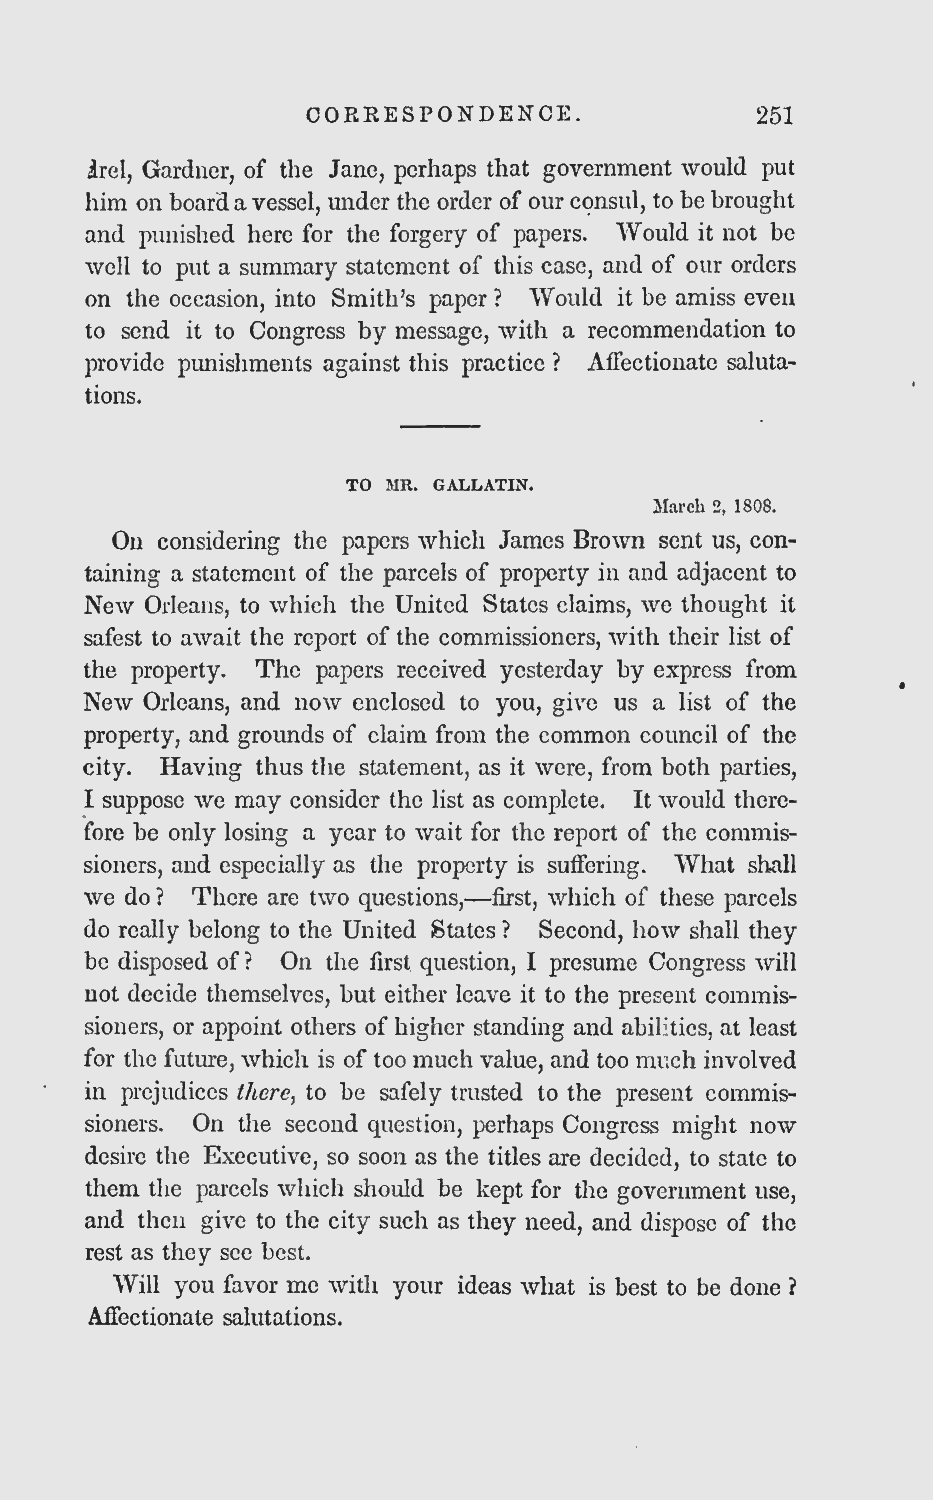 CORRESPONDENCE. 251
drel, Gardner, of the Jane, perhaps that government would put
him on board a vessel, under the order of our consul, to be brought
and punished here for the forgery of papers. Would it not be
well to put a summary statement of this case, and of our orders
on the occasion, into Smith's paper? Would it be amiss even
to send it to Congress by message, with a recommendation to
provide punishments against this practice? Affectionate saluta-
tions.
TO MR. GALLATIN.
March 2, 1808.
On considering the papers which James Brown sent us, con-
taining a statement of the parcels of property in and adjacent to
New Orleans, to which the United States claims, we thought it
safest to await the report of the commissioners, with their list of
the property. The papers received yesterday by express from
New Orleans, and now enclosed to you, give us a list of the
property, and grounds of claim from the common council of the
city. Having thus the statement, as it were, from both parties,
I suppose we may consider the list as complete. It would there-
fore be only losing a year to wait for the report of the commis-
sioners, and especially as the property is suffering. What shall
we do? There are two questions,—first, which of these parcels
do really belong to the United States? Second, how shall they
be disposed of? On the first question, I presume Congress will
not decide themselves, but either leave it to the present commis-
sioners, or appoint others of higher standing and abilities, at least
for the future, which is of too much value, and too much involved
in prejudices there, to be safely trusted to the present commis-
sioners. On the second question, perhaps Congress might now
desire the Executive, so soon as the titles are decided, to state to
them the parcels which should be kept for the government use,
and then give to the city such as they need, and dispose of the
rest as they see best.
Will you favor me with your ideas what is best to be done?
Affectionate salutations.